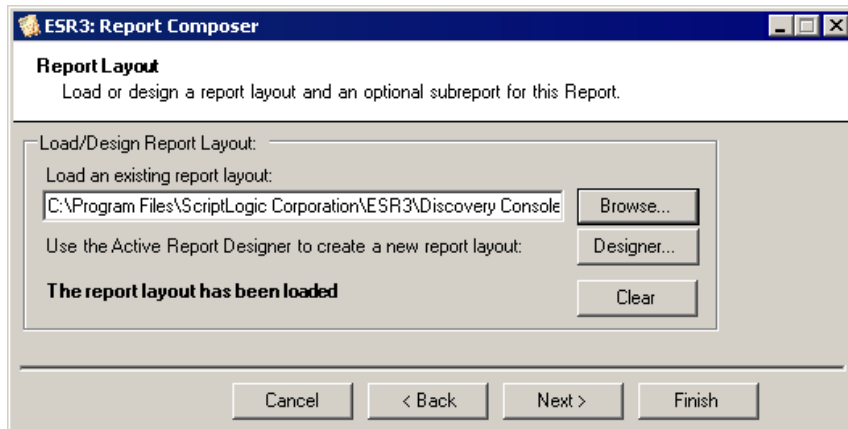 ESR3: Report Composer
Report Layout
Load or design a report layout and an optional subreport for this Report.
Load/Design Report Layout:
Load an existing report layout:
C:\Program Files\ScriptLogic Corporation\ESR3\Discovery Console
Browse...
Use the Active Report Designer to create a new report layout:
Designer...
The report layout has been loaded
Clear
Cancel
< Back
Next >
Finish